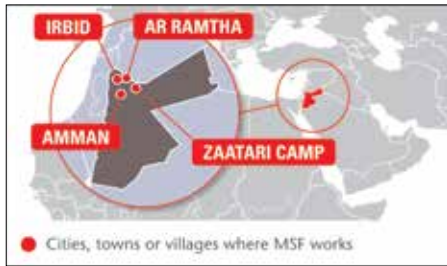 IRBID AR RAMTHA
AMMAN
ZAATARI CAMP
Cities, towns or villages where MSF works